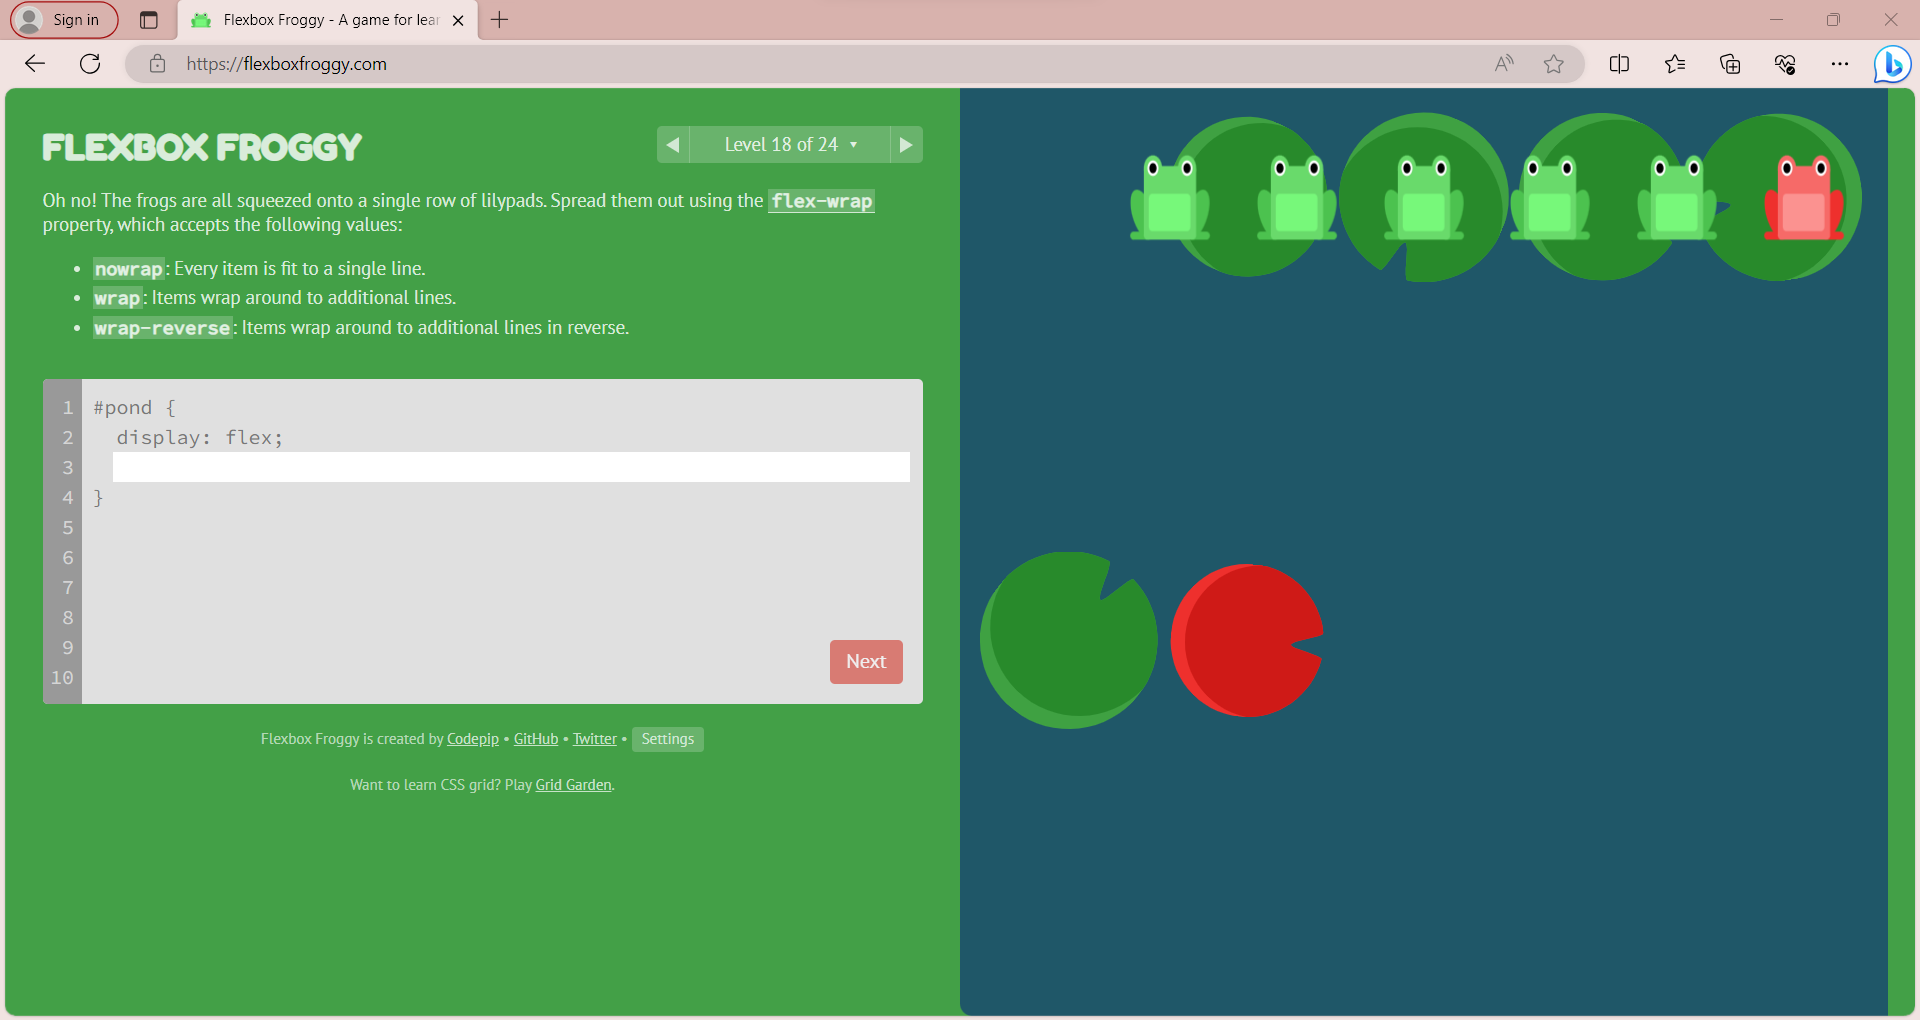 Sign in
Flexbox Froggy - A game for lear
https://flexboxfroggy.com
FLEXBOX FROGGY
Level 18 of 24
Oh no! The frogs are all squeezed onto a single row of lilypads. Spread them out using the flex-wrap
property, which accepts the following values:
• nowrap: Every item is fit to a single line.
• wrap: Items wrap around to additional lines.
• wrap-reverse: Items wrap around to additional lines in reverse.
1 #pond {
2 display: flex;
3
4 }
5
6
7
8
9
10
Next
Flexbox Froggy is created by Codepip • GitHub • Twitter • Settings
Want to learn CSS grid? Play Grid Garden.